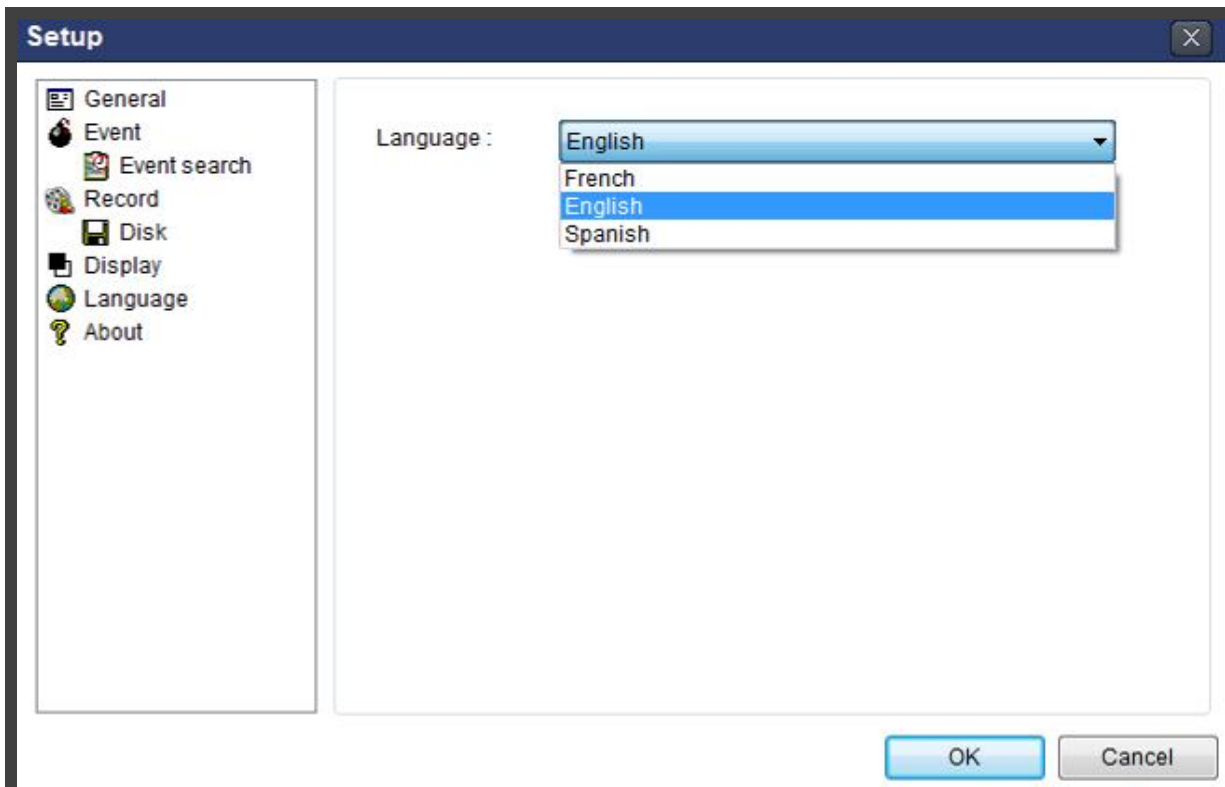 Setup
General
Event
Event search
Record
Disk
Display
Language
About
Language :
English
French
English
Spanish
OK
Cancel